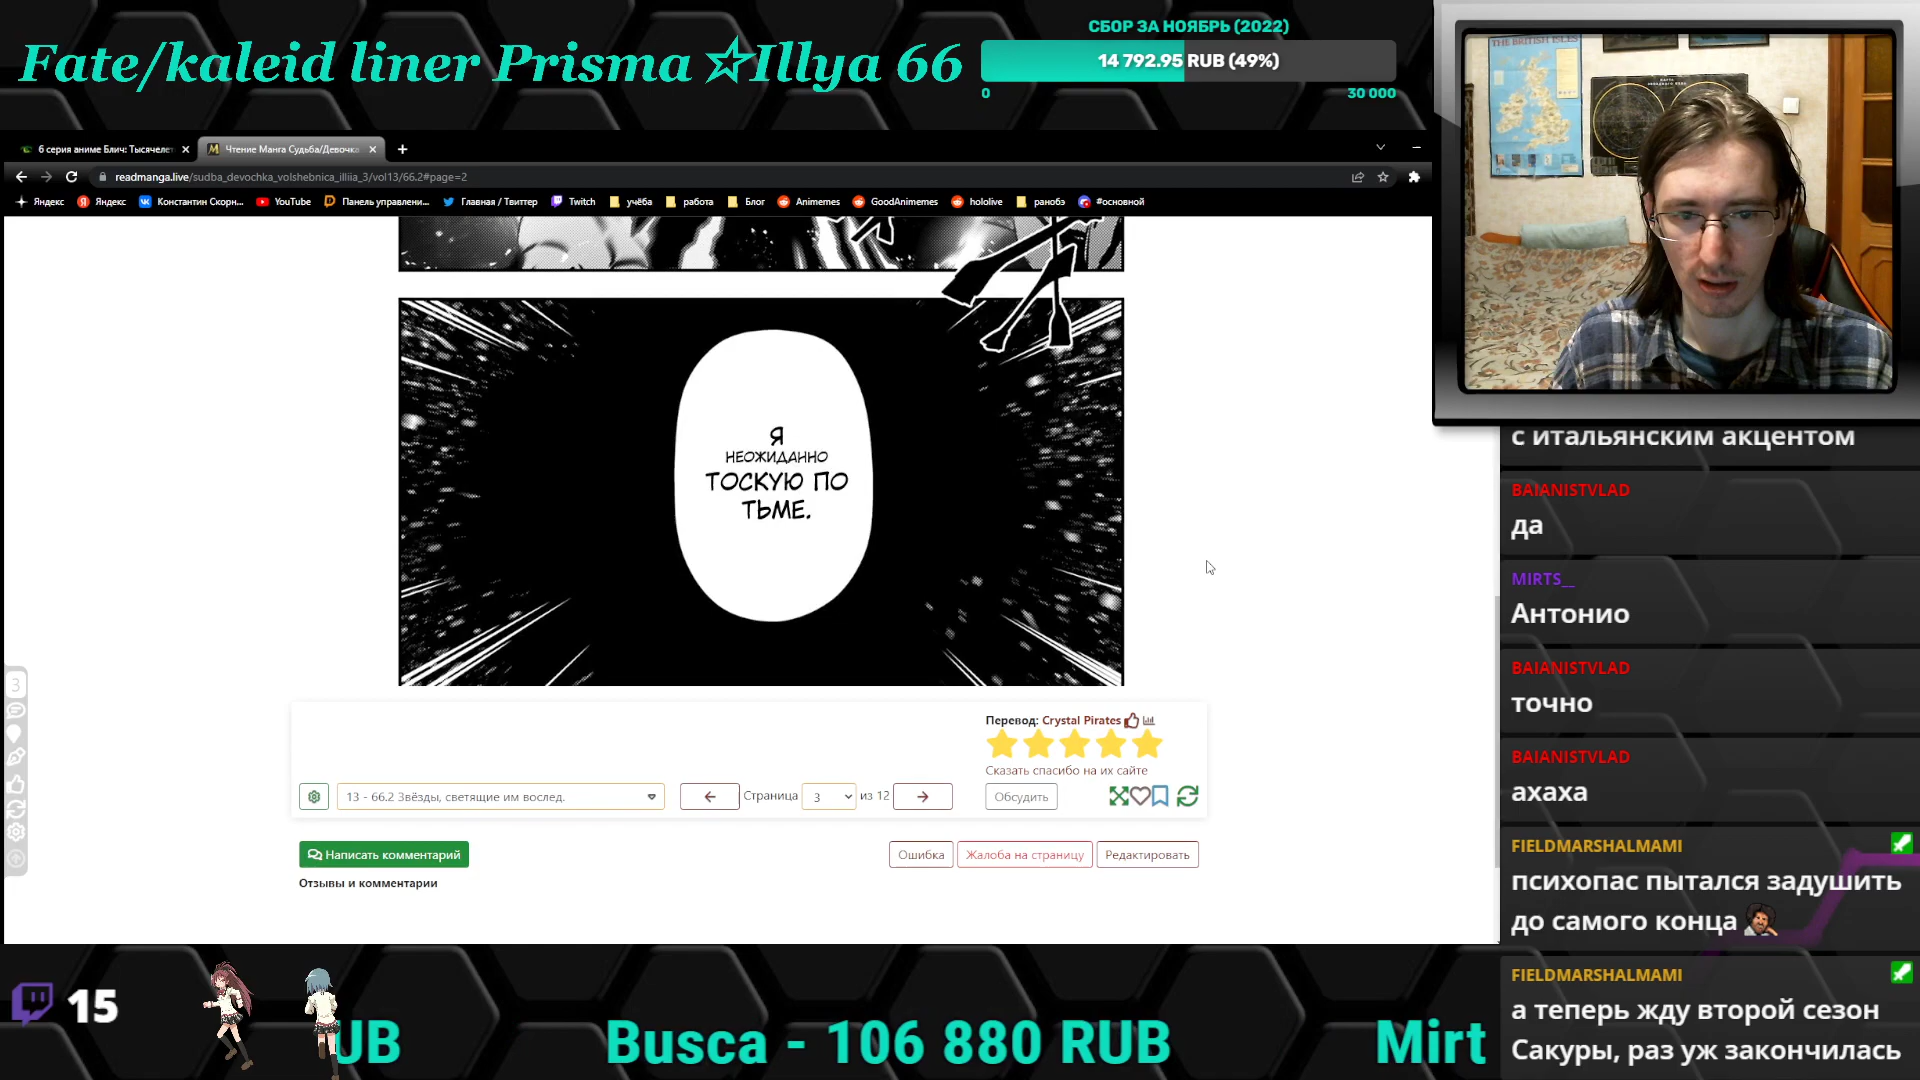 Fate/kaleid liner Prisma ☆Illya 66
СБОР ЗА НОЯБРЬ (2022)
14 792.95 RUB (49%)
0
30 000
THE BRITISH ISLES
6 серия аниме Блич: Тысячелет
Чтение Манга Судьба/Девочка
readmanga.live/sudba_devochka_volshebnica_illiia_3/vol13/66.2#page=2
Яндекс
Яндекс
Константин Скорн...
YouTube
Панель управлени...
Главная / Твиттер
Twitch
учёба
работа
Блог
Animemes
GoodAnimemes
hololive
ранобэ
#основной
Я
НЕОЖИДАННО
ТОСКУЮ ПО
ТЬМЕ.
3
Перевод: Crystal Pirates
Сказать спасибо на их сайте
13 - 66.2 Звёзды, светящие им вослед.
Страница
3
из 12
Обсудить
Написать комментарий
Ошибка
Жалоба на страницу
Редактировать
Отзывы и комментарии
с итальянским акцентом
BAIANISTVLAD
да
MIRTS__
Антонио
BAIANISTVLAD
точно
BAIANISTVLAD
ахаха
FIELDMARSHALMAMI
психопас пытался задушить
до самого конца
FIELDMARSHALMAMI
а теперь жду второй сезон
Сакуры, раз уж закончилась
15
UB
Busca - 106 880 RUB
Mirt